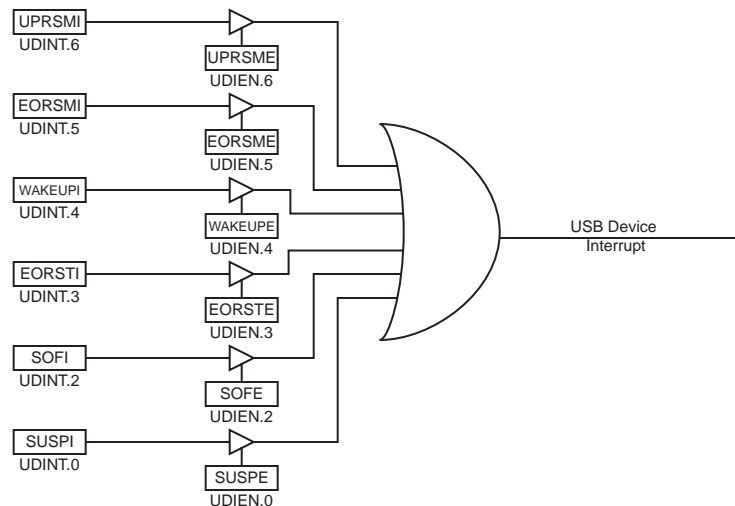 UPRSMI
UDINT.6
UPRSME
UDIEN.6
EORSMI
UDINT.5
EORSME
UDIEN.5
WAKEUPI
UDINT.4
WAKEUPE
UDIEN.4
EORSTI
UDINT.3
EORSTE
UDIEN.3
SOFI
UDINT.2
SOFE
UDIEN.2
SUSPI
UDINT.0
SUSPE
UDIEN.0
USB Device
Interrupt